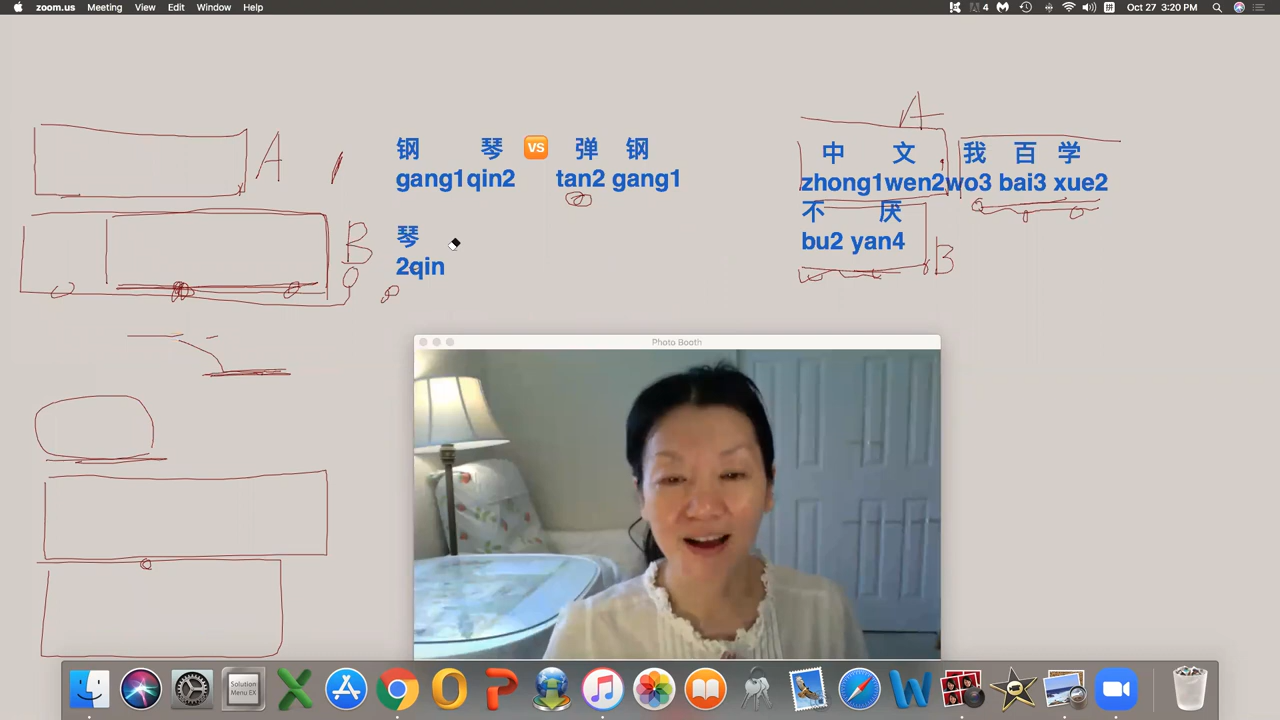 zoom.us Meeting View Edit Window Help 4 拼 Oct 27 3:20 PM
A
钢 琴 VS 弹 钢
gang1qin2 tan2 gang1
琴
2qin
B
A
中 文 我 百 学
zhong1wen2wo3 bai3 xue2
不 厌
bu2 yan4
B
Photo Booth
Solution
Menu EX